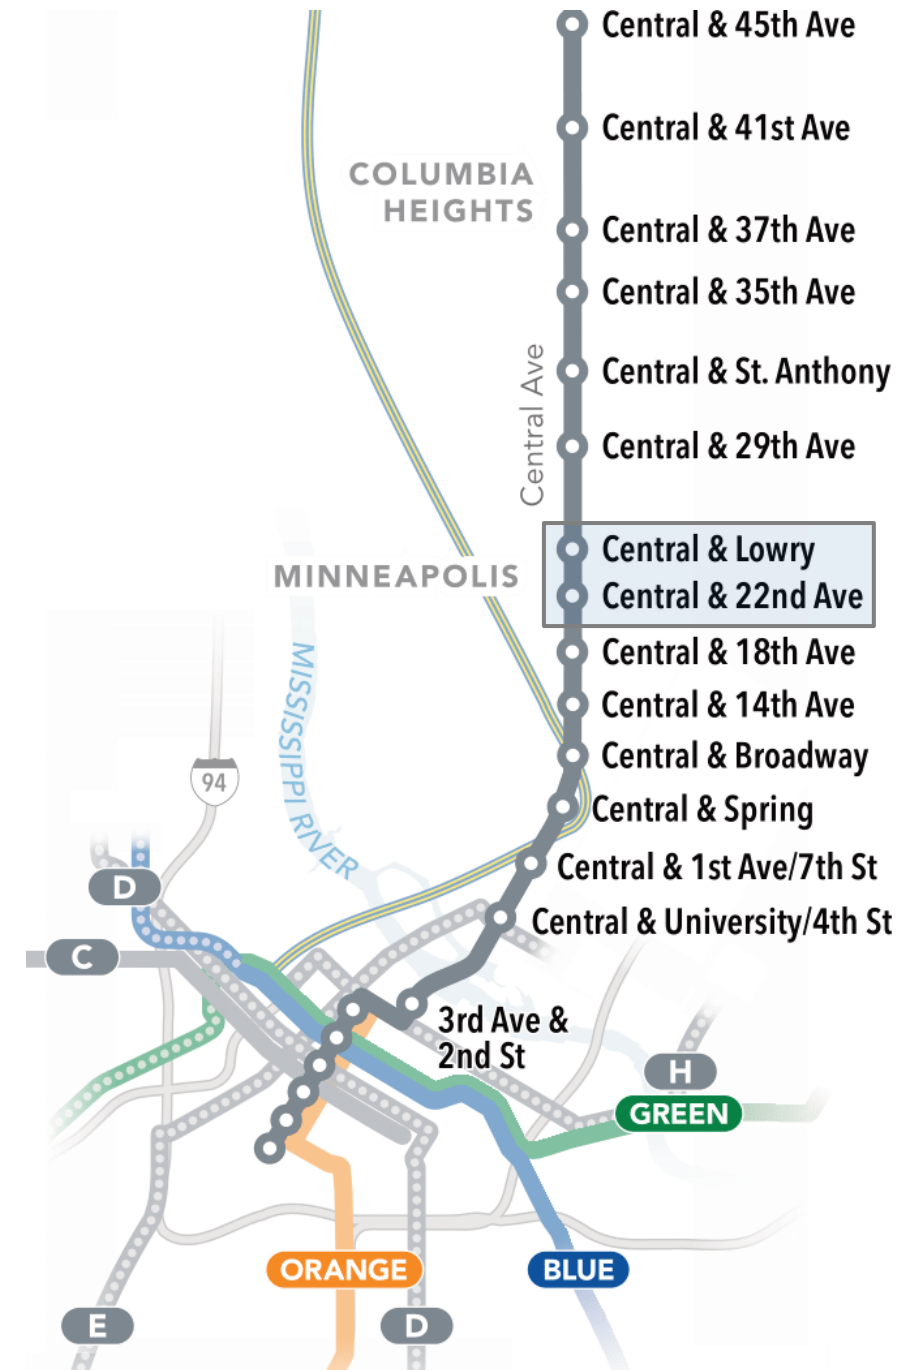 Central & 45th Ave
Central & 41st Ave
COLUMBIA
HEIGHTS
Central & 37th Ave
Central & 35th Ave
Central Ave
Central & St. Anthony
Central & 29th Ave
Central & Lowry
MINNEAPOLIS
Central & 22nd Ave
Central & 18th Ave
MISSISSIPPI RIVER
Central & 14th Ave
Central & Broadway
94
Central & Spring
Central & 1st Ave/7th St
D
Central & University/4th St
C
3rd Ave &
2nd St
H
GREEN
ORANGE
BLUE
E
D